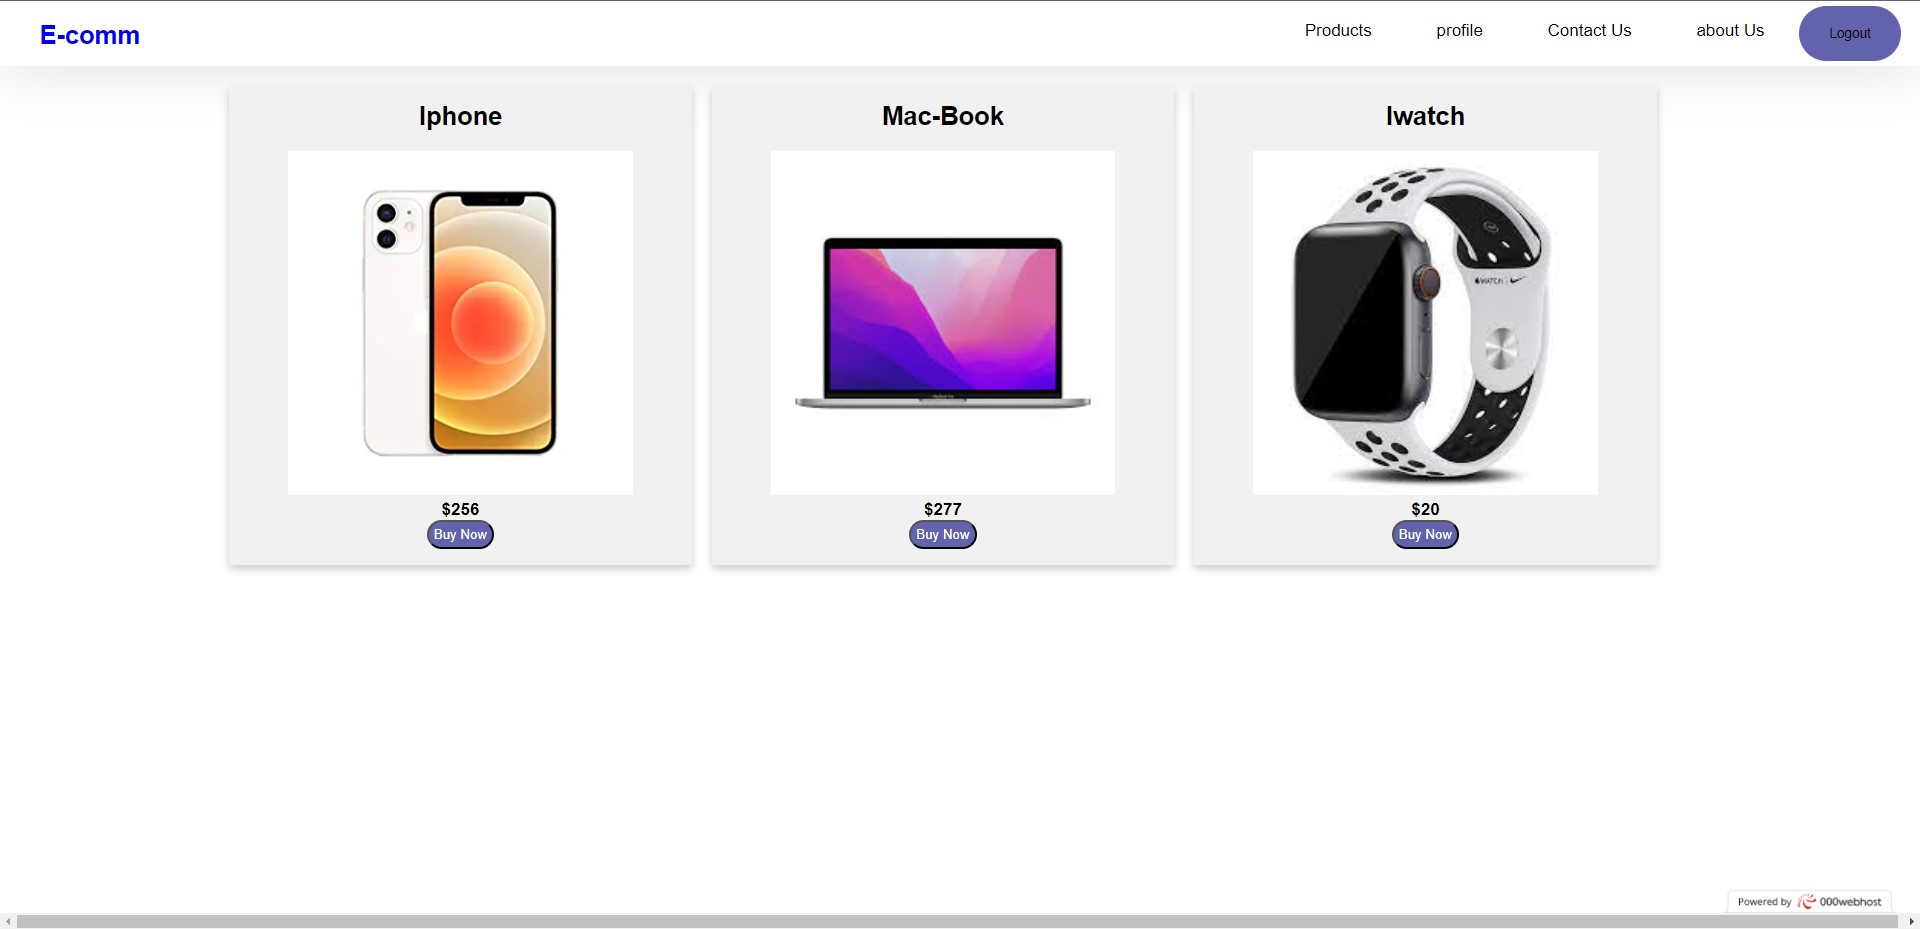 E-comm
Products profile Contact Us about Us Logout
Iphone Mac-Book Iwatch
WATCH
$256 $277 $20
Buy Now Buy Now Buy Now
Powered by 000webhost